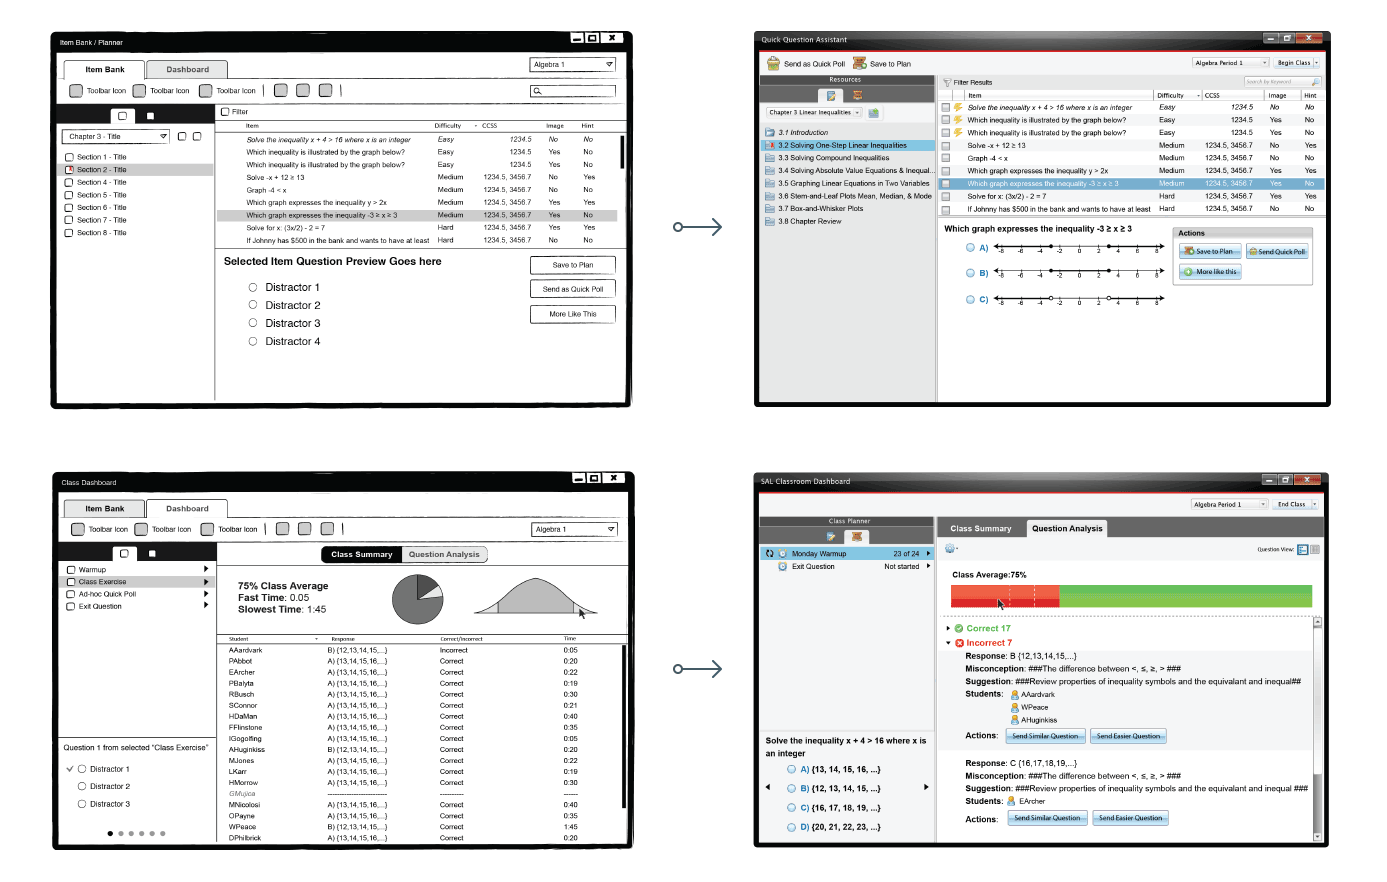 Item Bank / Planner
Item Bank
Dashboard
Algebra 1
Toolbar Icon
Toolbar Icon
Toolbar Icon
Filter
Chapter 3 - Title
Section 1 - Title
Section 2 - Title
Section 4 - Title
Section 5 - Title
Section 6 - Title
Section 7 - Title
Section 8 - Title
Item Difficulty CCSS Image Hint
Solve the inequality x + 4 > 16 where x is an integer Easy 1234.5 No No
Which inequality is illustrated by the graph below? Easy 1234.5 Yes No
Which inequality is illustrated by the graph below? Easy 1234.5 Yes No
Solve -x + 12 ≥ 13 Medium 1234.5, 3456.7 No Yes
Graph -4 < x Medium 1234.5, 3456.7 No No
Which graph expresses the inequality y > 2x Medium 1234.5, 3456.7 Yes Yes
Which graph expresses the inequality -3 ≥ x ≥ 3 Medium 1234.5, 3456.7 Yes No
Solve for x: (3x/2) - 2 = 7 Hard 1234.5, 3456.7 Yes Yes
If Johnny has $500 in the bank and wants to have at least Hard 1234.5, 3456.7 No No
Selected Item Question Preview Goes here
Distractor 1
Distractor 2
Distractor 3
Distractor 4
Save to Plan
Send as Quick Poll
More Like This
Quick Question Assistant
Send as Quick Poll
Save to Plan
Algebra Period 1
Begin Class
Resources
Chapter 3 Linear Inequalities
3.1 Introduction
3.2 Solving One-Step Linear Inequalities
3.3 Solving Compound Inequalities
3.4 Solving Absolute Value Equations & Inequal...
3.5 Graphing Linear Equations in Two Variables
3.6 Stem-and-Leaf Plots Mean, Median, & Mode
3.7 Box-and-Whisker Plots
3.8 Chapter Review
Filter Results
Search by Keyword
Item Difficulty CCSS Image Hint
Solve the inequality x + 4 > 16 where x is an integer Easy 1234.5 No No
Which inequality is illustrated by the graph below? Easy 1234.5 Yes No
Which inequality is illustrated by the graph below? Easy 1234.5 Yes No
Solve -x + 12 ≥ 13 Medium 1234.5, 3456.7 No Yes
Graph -4 < x Medium 1234.5, 3456.7 No No
Which graph expresses the inequality y > 2x Medium 1234.5, 3456.7 Yes Yes
Which graph expresses the inequality -3 ≥ x ≥ 3 Medium 1234.5, 3456.7 Yes No
Solve for x: (3x/2) - 2 = 7 Hard 1234.5, 3456.7 Yes Yes
If Johnny has $500 in the bank and wants to have at least Hard 1234.5, 3456.7 No No
Which graph expresses the inequality -3 ≥ x ≥ 3
A) -8 -6 -4 -2 0 2 4 6 8
B) -8 -6 -4 -2 0 2 4 6 8
C) -8 -6 -4 -2 0 2 4 6 8
Actions
Save to Plan
Send Quick Poll
More like this
Class Dashboard
Item Bank
Dashboard
Toolbar Icon
Toolbar Icon
Toolbar Icon
Algebra 1
Warmup
Class Exercise
Ad-hoc Quick Poll
Exit Question
Class Summary
Question Analysis
75% Class Average
Fast Time: 0.05
Slowest Time: 1:45
Student Response Correct/Incorrect Time
AAardvark B) {12,13,14,15,...} Incorrect 0:05
PAbbot A) {13,14,15,16,...} Correct 0:20
EArcher A) {13,14,15,16,...} Correct 0:22
PBalyta A) {13,14,15,16,...} Correct 0:19
RBusch A) {13,14,15,16,...} Correct 0:30
SConnor A) {13,14,15,16,...} Correct 0:21
HDaMan A) {13,14,15,16,...} Correct 0:40
FFlinstone A) {13,14,15,16,...} Correct 0:35
IGogolfing A) {13,14,15,16,...} Correct 0:05
AHuginkiss B) {12,13,14,15,...} Correct 0:20
MJones A) {13,14,15,16,...} Correct 0:22
LKarr A) {13,14,15,16,...} Correct 0:19
HMorrow A) {13,14,15,16,...} Correct 0:30
GMujica
MNicolosi A) {13,14,15,16,...} Correct 0:40
OPayne A) {13,14,15,16,...} Correct 0:35
WPeace B) {12,13,14,15,...} Correct 1:45
DPhilbrick A) {13,14,15,16,...} Correct 0:20
Question 1 from selected "Class Exercise"
Distractor 1
Distractor 2
Distractor 3
SAL Classroom Dashboard
Algebra Period 1
End Class
Class Planner
Monday Warmup 23 of 24
Exit Question Not started
Class Summary
Question Analysis
Question View:
Class Average:75%
Correct 17
Incorrect 7
Response: B {12,13,14,15,...}
Misconception: ###The difference between <, ≤, ≥, > ###
Suggestion: ###Review properties of inequality symbols and the equivalant and inequal##
Students: AAardvark
WPeace
AHuginkiss
Actions: Send Similar Question Send Easier Question
Response: C {16,17,18,19,...}
Misconception: ###The difference between <, ≤, ≥, > ###
Suggestion: ###Review properties of inequality symbols and the equivalant and inequal ###
Students: EArcher
Actions: Send Similar Question Send Easier Question
Solve the inequality x + 4 > 16 where x is
an integer
A) {13, 14, 15, 16, ...}
B) {12, 13, 14, 15, ...}
C) {16, 17, 18, 19, ...}
D) {20, 21, 22, 23, ...}